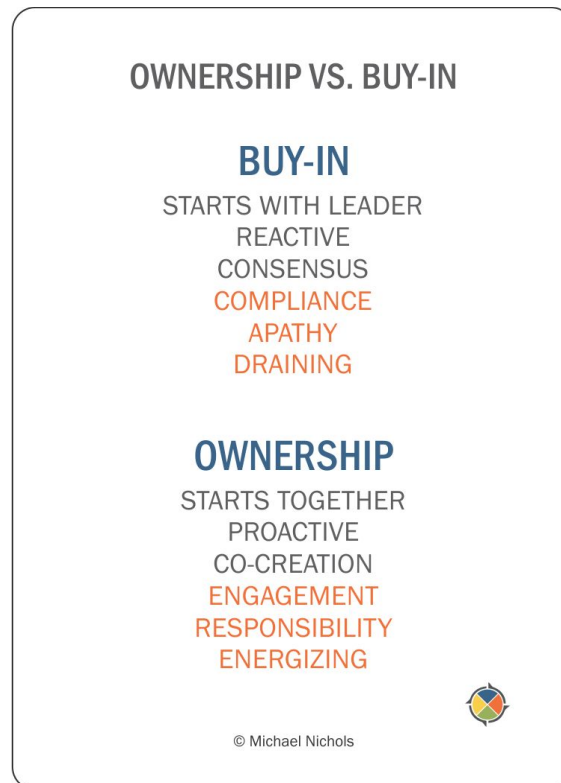 OWNERSHIP VS. BUY-IN
BUY-IN
STARTS WITH LEADER
REACTIVE
CONSENSUS
COMPLIANCE
APATHY
DRAINING
OWNERSHIP
STARTS TOGETHER
PROACTIVE
CO-CREATION
ENGAGEMENT
RESPONSIBILITY
ENERGIZING
© Michael Nichols